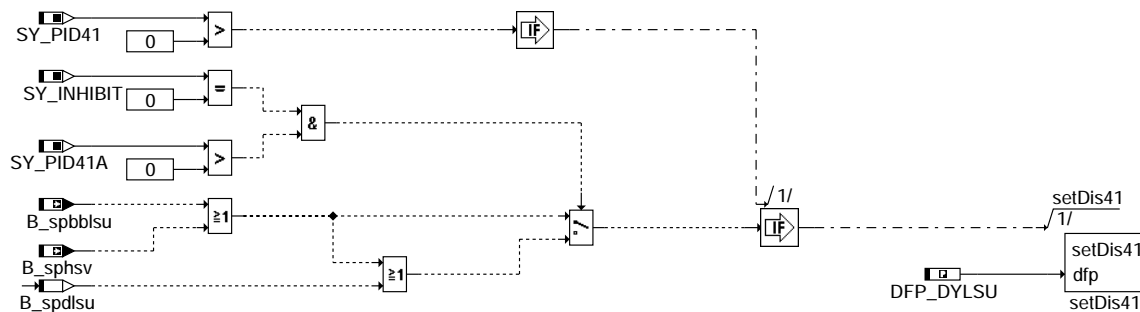 SY_PID41
0
>
IF
SY_INHIBIT
0
=
&
SY_PID41A
0
>
1/
setDis41
1/
B_spbblsu
≥1
IF
B_sphsv
≥1
B_spdlsu
setDis41
dfp
DFP_DYLSU
setDis41